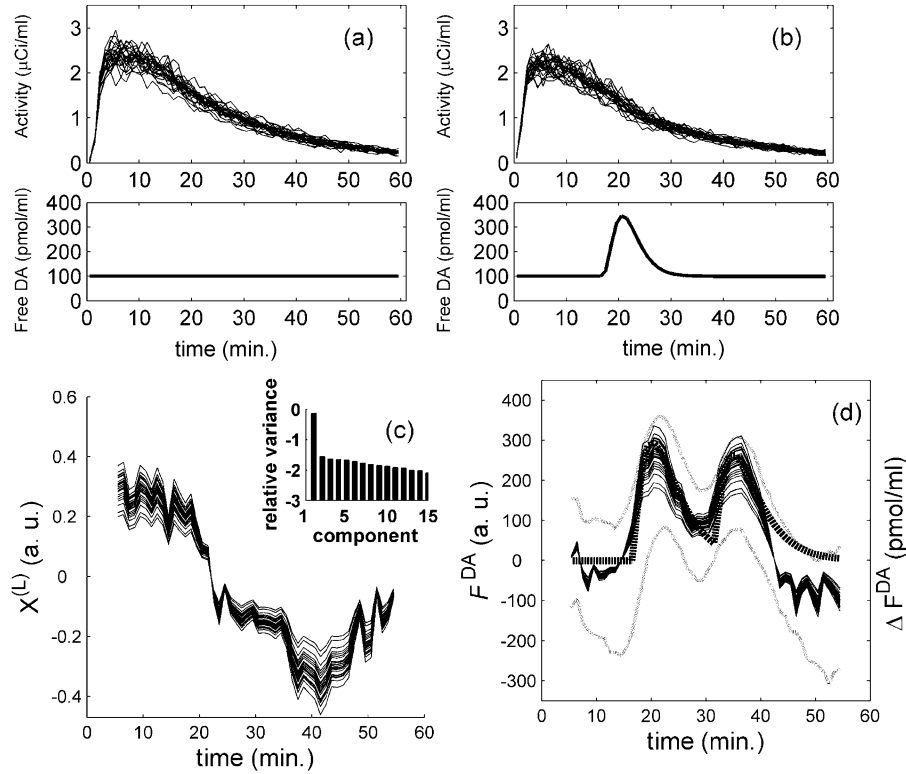 (a)
Activity (μCi/ml)
3
2
1
0
0 10 20 30 40 50 60
Free DA (pmol/ml)
400
300
200
100
0
0 10 20 30 40 50 60
time (min.)
(b)
Activity (μCi/ml)
3
2
1
0
0 10 20 30 40 50 60
Free DA (pmol/ml)
400
300
200
100
0
0 10 20 30 40 50 60
time (min.)
(c)
X(L) (a. u.)
0.6
0.4
0.2
0
-0.2
-0.4
0 10 20 30 40 50 60
time (min.)
relative variance
0
-1
-2
-3
1 5 10 15
component
(d)
FDA (a. u.)
400
300
200
100
0
-100
-200
-300
0 10 20 30 40 50 60
time (min.)
Δ FDA (pmol/ml)